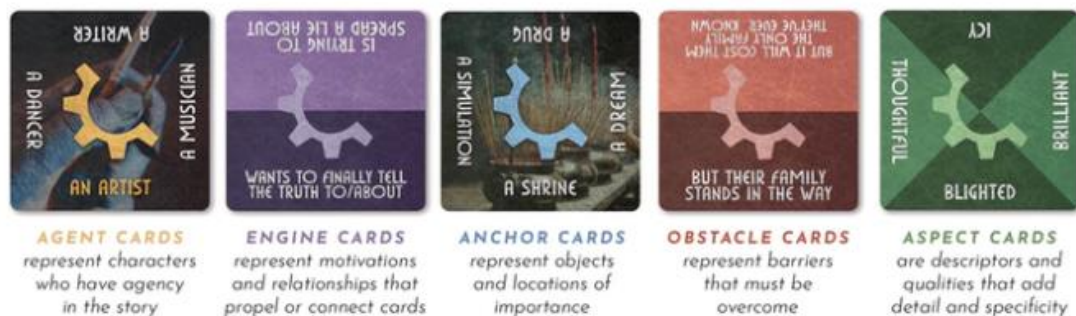 A WRITER
A DANCER
A MUSICIAN
AN ARTIST
IS TRYING TO
SPREAD A LIE ABOUT
WANTS TO FINALLY TELL
THE TRUTH TO/ABOUT
A DRUG
A SIMULATION
A DREAM
A SHRINE
BUT IT WILL COST THEM
THE ONLY FAMILY
THEY'VE EVER KNOWN
BUT THEIR FAMILY
STANDS IN THE WAY
ICY
THOUGHTFUL
BRILLIANT
BLIGHTED
AGENT CARDS
represent characters
who have agency
in the story
ENGINE CARDS
represent motivations
and relationships that
propel or connect cards
ANCHOR CARDS
represent objects
and locations of
importance
OBSTACLE CARDS
represent barriers
that must be
overcome
ASPECT CARDS
are descriptors and
qualities that add
detail and specificity